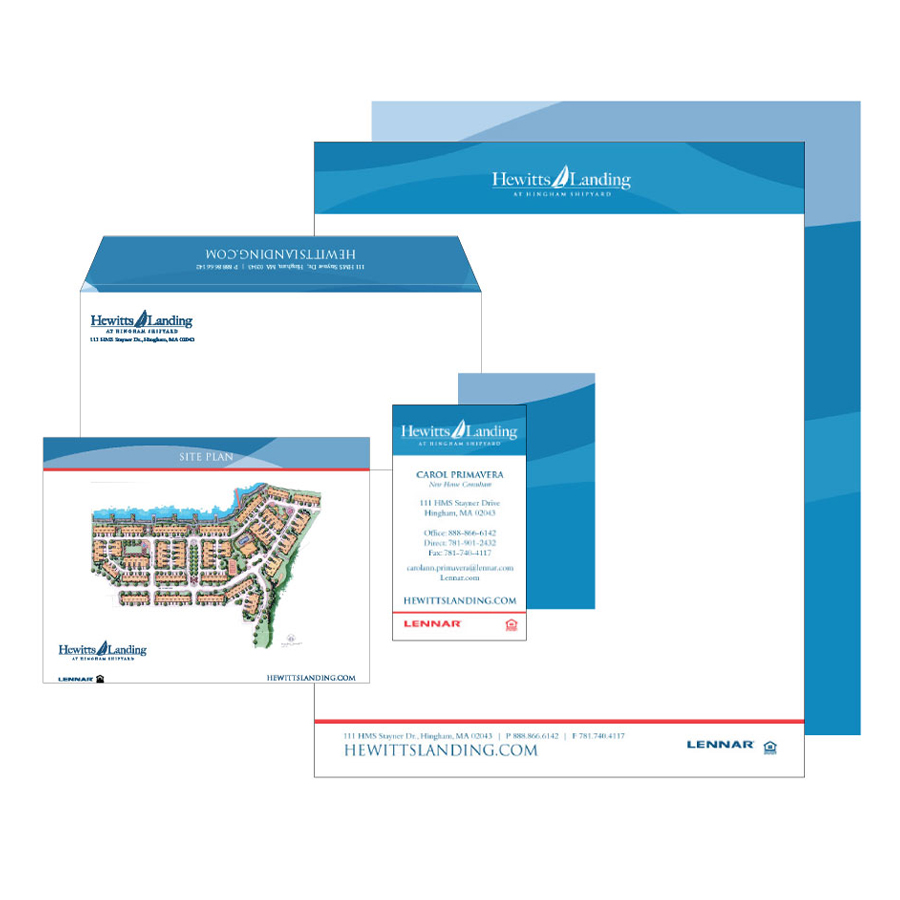 Hewitts Landing
AT HINGHAM SHIPYARD
111 HMS Stayner Dr., Hingham, MA 02043 | P 888.866.6142 | F 781.740.4117
HEWITTSLANDING.COM
LENNAR
HEWITTSLANDING.COM
111 HMS Stayner Dr., Hingham, MA 02043 | P 888.866.6142
Hewitts Landing
AT HINGHAM SHIPYARD
111 HMS Stayner Dr., Hingham, MA 02043
SITE PLAN
Hewitts Landing
AT HINGHAM SHIPYARD
LENNAR
HEWITTSLANDING.COM
Hewitts Landing
AT HINGHAM SHIPYARD
CAROL PRIMAVERA
New Home Consultant
111 HMS Stayner Drive
Hingham, MA 02043
Office: 888-866-6142
Direct: 781-901-2432
Fax: 781-740-4117
carolann.primavera@lennar.com
Lennar.com
HEWITTSLANDING.COM
LENNAR